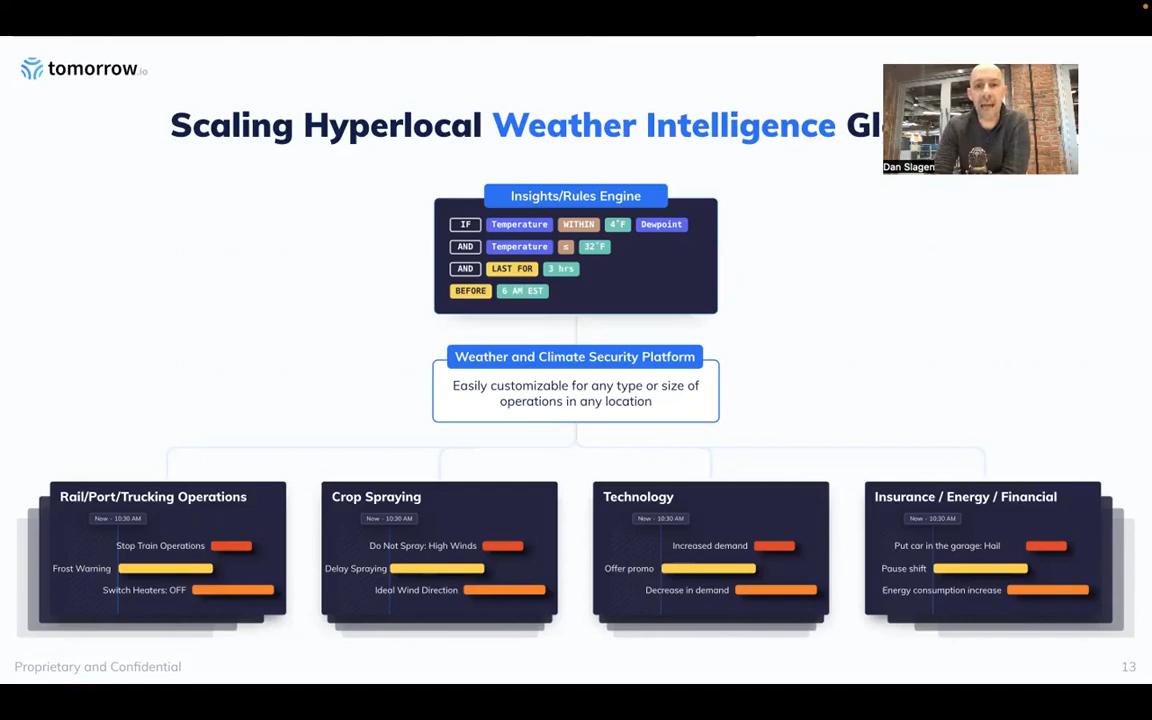 tomorrow.io
Scaling Hyperlocal Weather Intelligence Gl
Dan Slagen
Insights/Rules Engine
IF Temperature WITHIN 4°F Dewpoint
AND Temperature ≤ 32°F
AND LAST FOR 3 hrs
BEFORE 6 AM EST
Weather and Climate Security Platform
Easily customizable for any type or size of
operations in any location
Rail/Port/Trucking Operations
Now - 10:30 AM
Stop Train Operations
Frost Warning
Switch Heaters: OFF
Crop Spraying
Now - 10:30 AM
Do Not Spray: High Winds
Delay Spraying
Ideal Wind Direction
Technology
Now - 10:30 AM
Increased demand
Offer promo
Decrease in demand
Insurance / Energy / Financial
Now - 10:30 AM
Put car in the garage: Hail
Pause shift
Energy consumption increase
Proprietary and Confidential
13